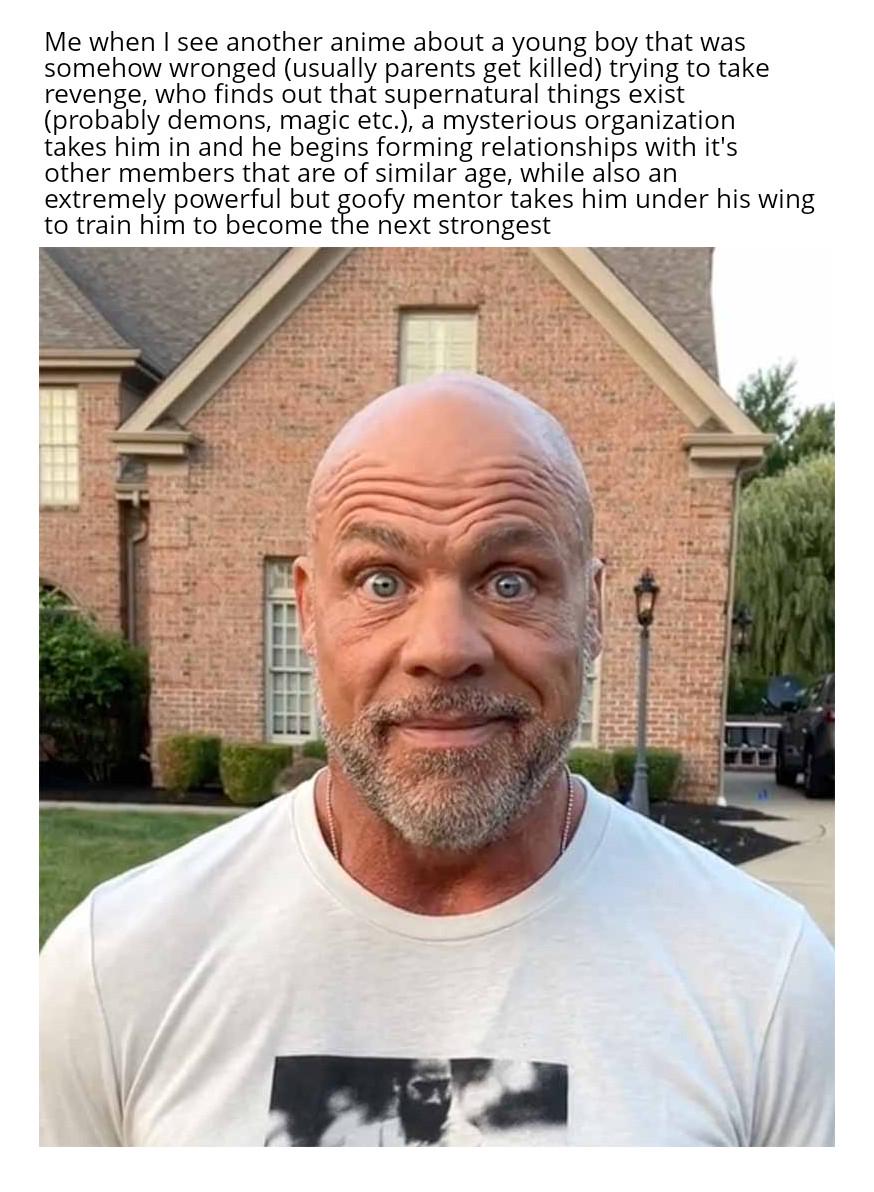 Me when I see another anime about a young boy that was
somehow wronged (usually parents get killed) trying to take
revenge, who finds out that supernatural things exist
(probably demons, magic etc.), a mysterious organization
takes him in and he begins forming relationships with it's
other members that are of similar age, while also an
extremely powerful but goofy mentor takes him under his wing
to train him to become the next strongest